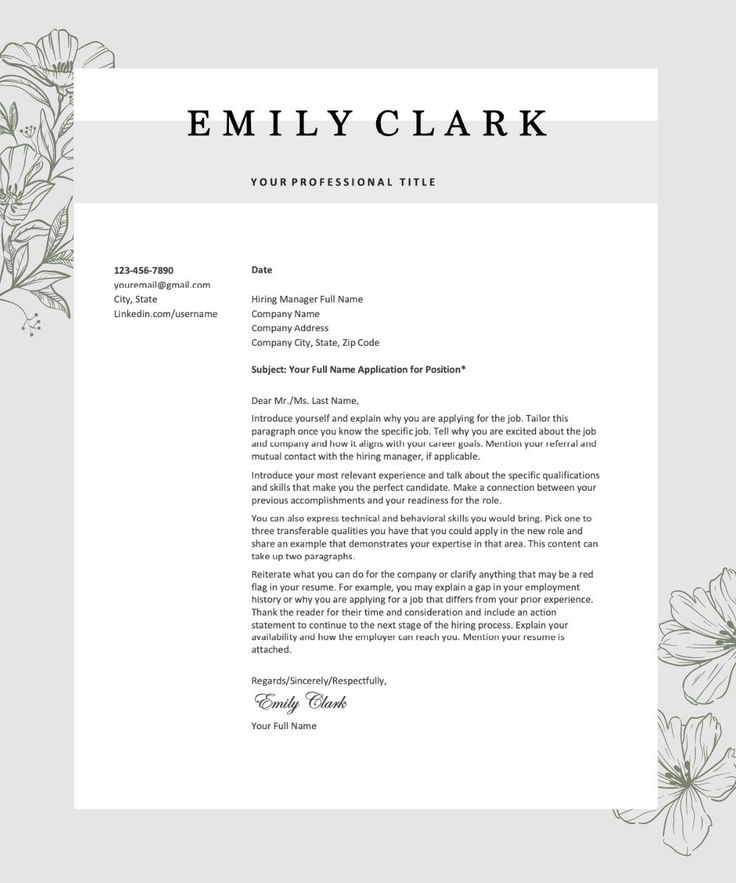 EMILY CLARK
YOUR PROFESSIONAL TITLE
123-456-7890
youremail@gmail.com
City, State
Linkedin.com/username
Date
Hiring Manager Full Name
Company Name
Company Address
Company City, State, Zip Code
Subject: Your Full Name Application for Position*
Dear Mr./Ms. Last Name,
Introduce yourself and explain why you are applying for the job. Tailor this
paragraph once you know the specific job. Tell why you are excited about the job
and company and how it aligns with your career goals. Mention your referral and
mutual contact with the hiring manager, if applicable.
Introduce your most relevant experience and talk about the specific qualifications
and skills that make you the perfect candidate. Make a connection between your
previous accomplishments and your readiness for the role.
You can also express technical and behavioral skills you would bring. Pick one to
three transferable qualities you have that you could apply in the new role and
share an example that demonstrates your expertise in that area. This content can
take up two paragraphs.
Reiterate what you can do for the company or clarify anything that may be a red
flag in your resume. For example, you may explain a gap in your employment
history or why you are applying for a job that differs from your prior experience.
Thank the reader for their time and consideration and include an action
statement to continue to the next stage of the hiring process. Explain your
availability and how the employer can reach you. Mention your resume is
attached.
Regards/Sincerely/Respectfully,
Emily Clark
Your Full Name